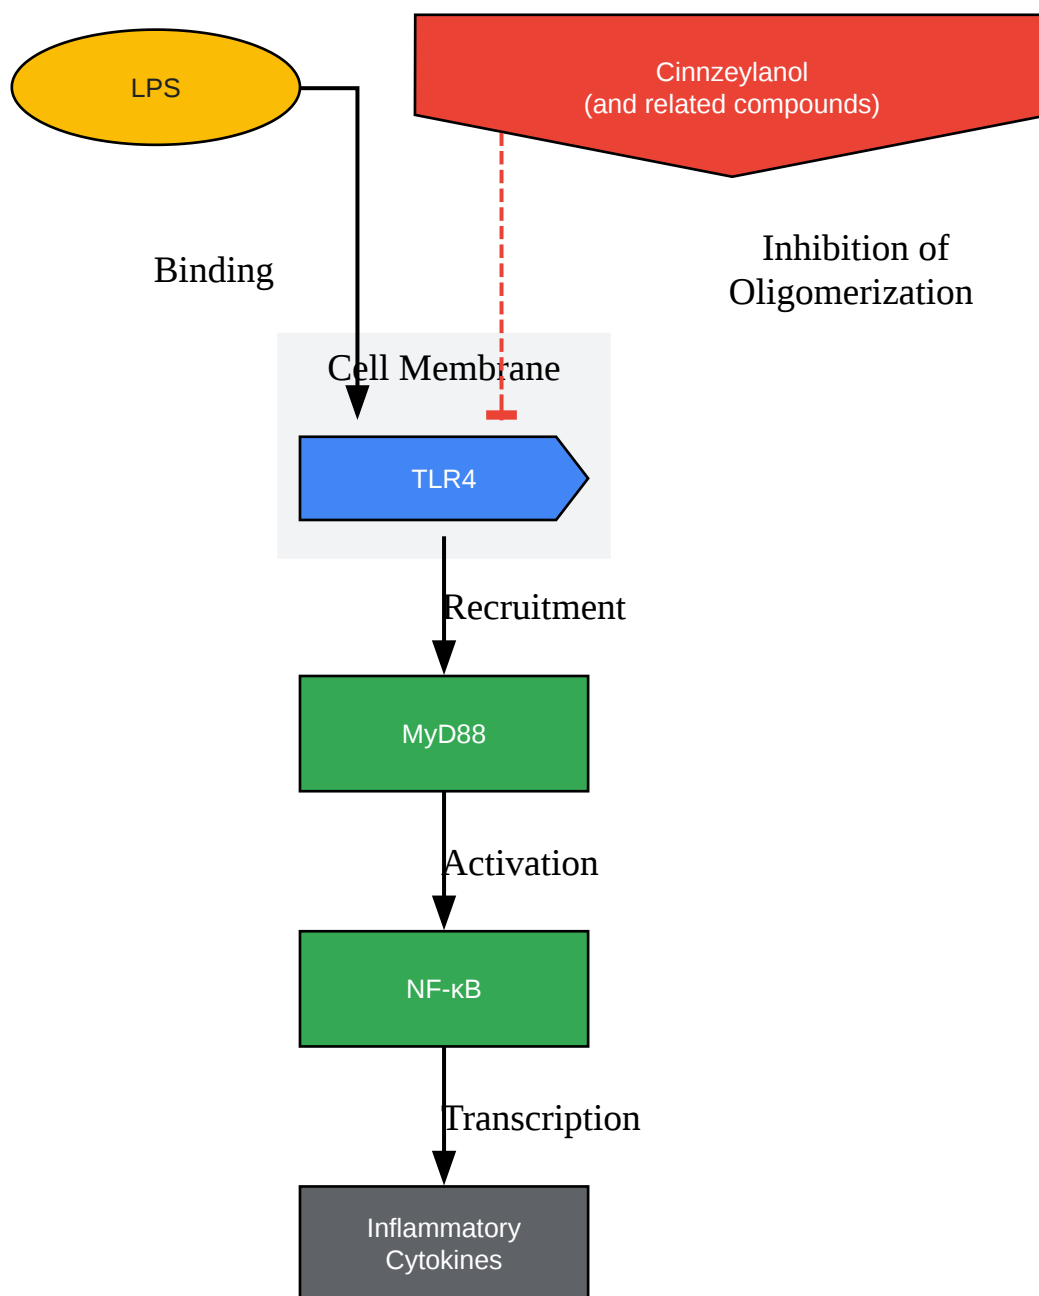 LPS
Cinnzeylanol
(and related compounds)
Binding
Inhibition of
Oligomerization
Cell Membrane
TLR4
Recruitment
MyD88
Activation
NF-κB
Transcription
Inflammatory
Cytokines